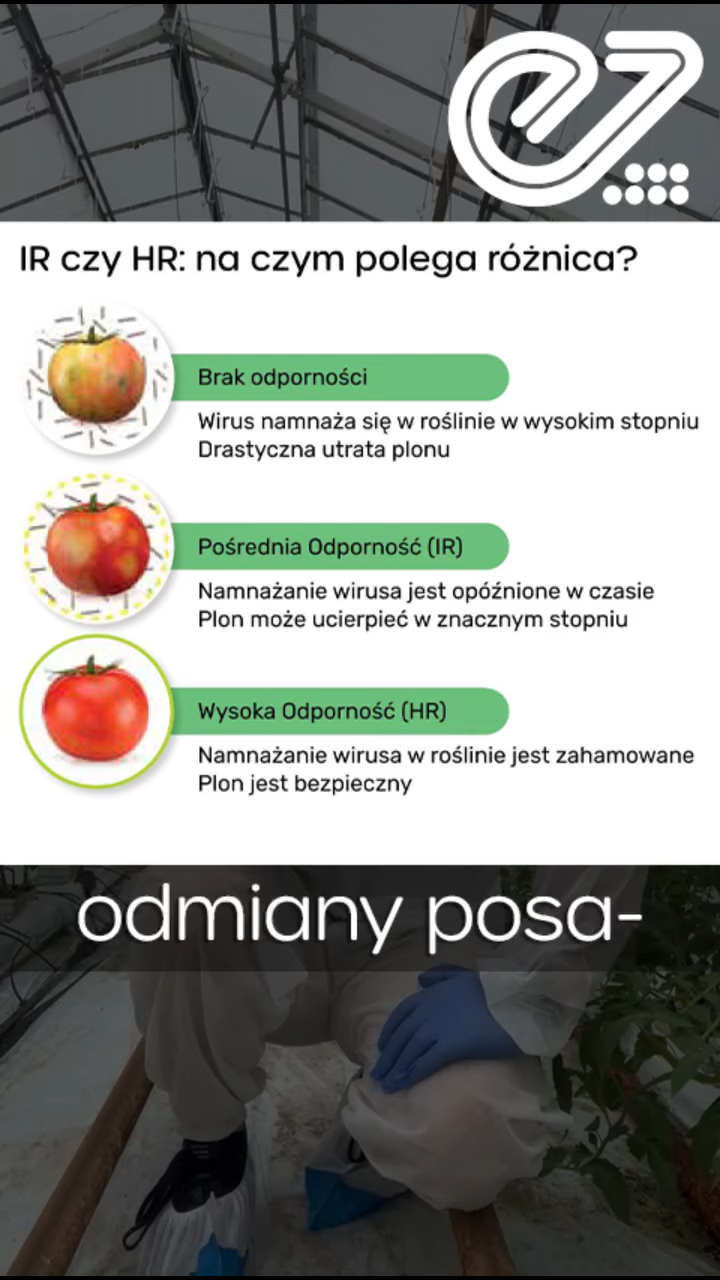 IR czy HR: na czym polega różnica?
Brak odporności
Wirus namnaża się w roślinie w wysokim stopniu
Drastyczna utrata plonu
Pośrednia Odporność (IR)
Namnażanie wirusa jest opóźnione w czasie
Plon może ucierpieć w znacznym stopniu
Wysoka Odporność (HR)
Namnażanie wirusa w roślinie jest zahamowane
Plon jest bezpieczny
odmiany posa-